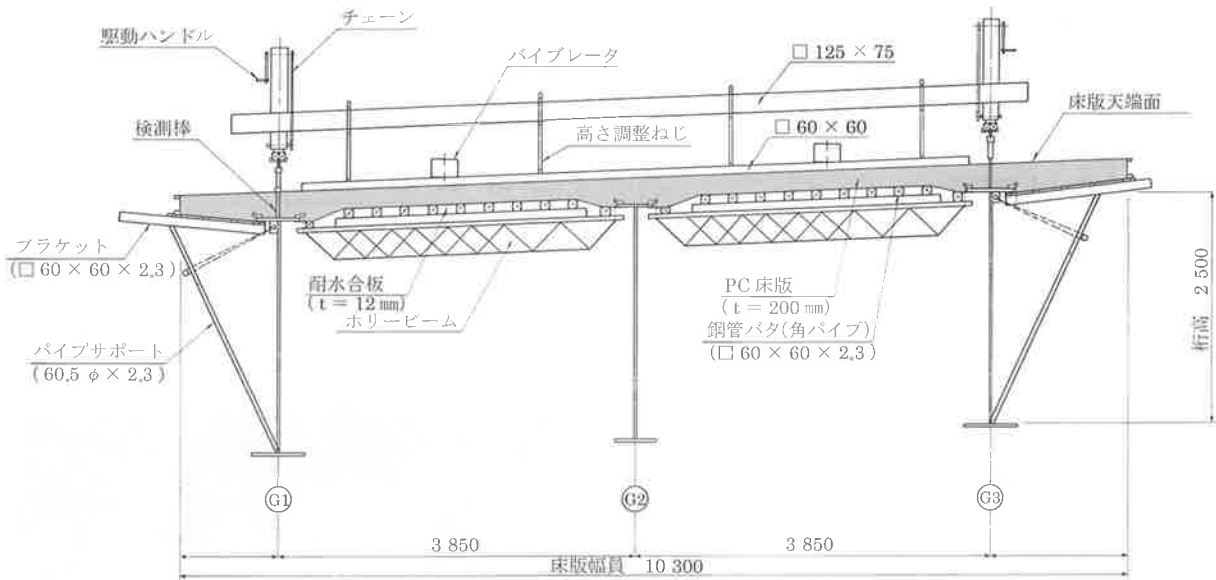 チェーン
駆動ハンドル
バイブレータ
□ 125 × 75
床版天端面
検測棒
高さ調整ねじ
□ 60 × 60
ブラケット
(□ 60 × 60 × 2.3)
耐水合板
(t = 12 mm)
ホリービーム
PC 床版
(t = 200 mm)
鋼管バタ(角パイプ)
(□ 60 × 60 × 2.3)
パイプサポート
(60.5 φ × 2.3)
桁高 2 500
G1
G2
G3
3 850
3 850
床版幅員 10 300